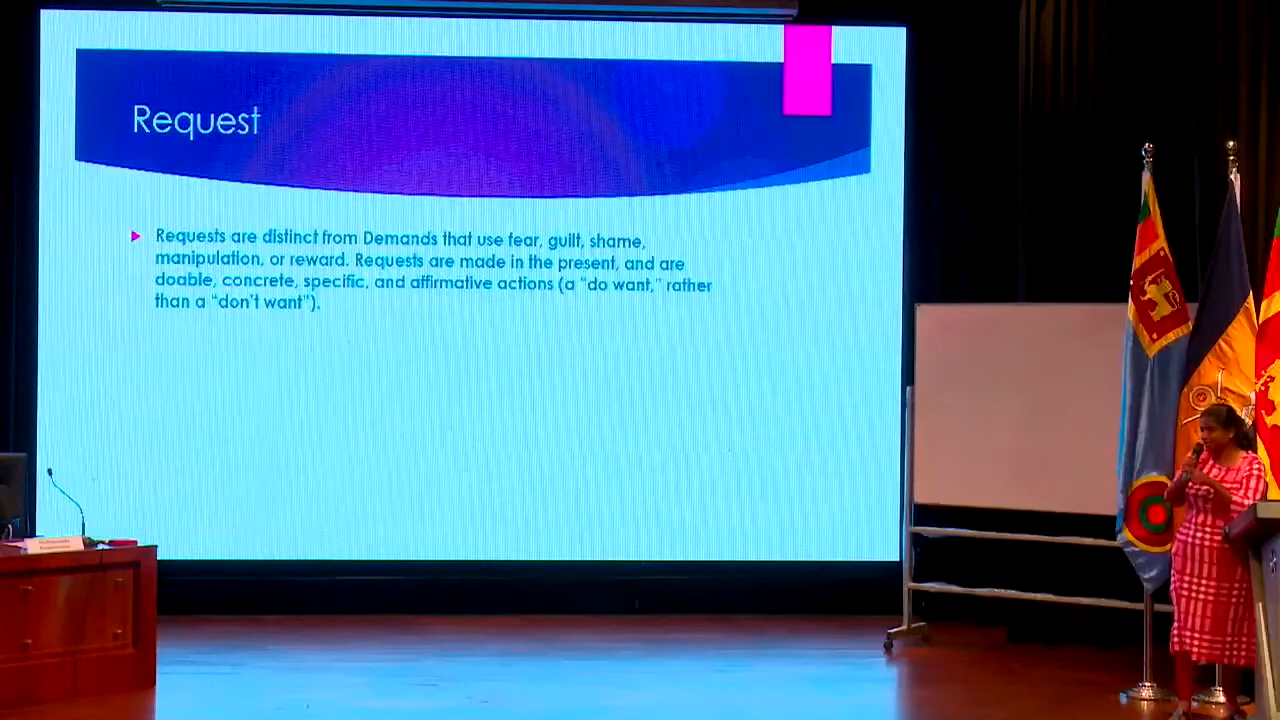 Request
Requests are distinct from Demands that use fear, guilt, shame,
manipulation, or reward. Requests are made in the present, and are
doable, concrete, specific, and affirmative actions (a “do want,” rather
than a “don’t want”).